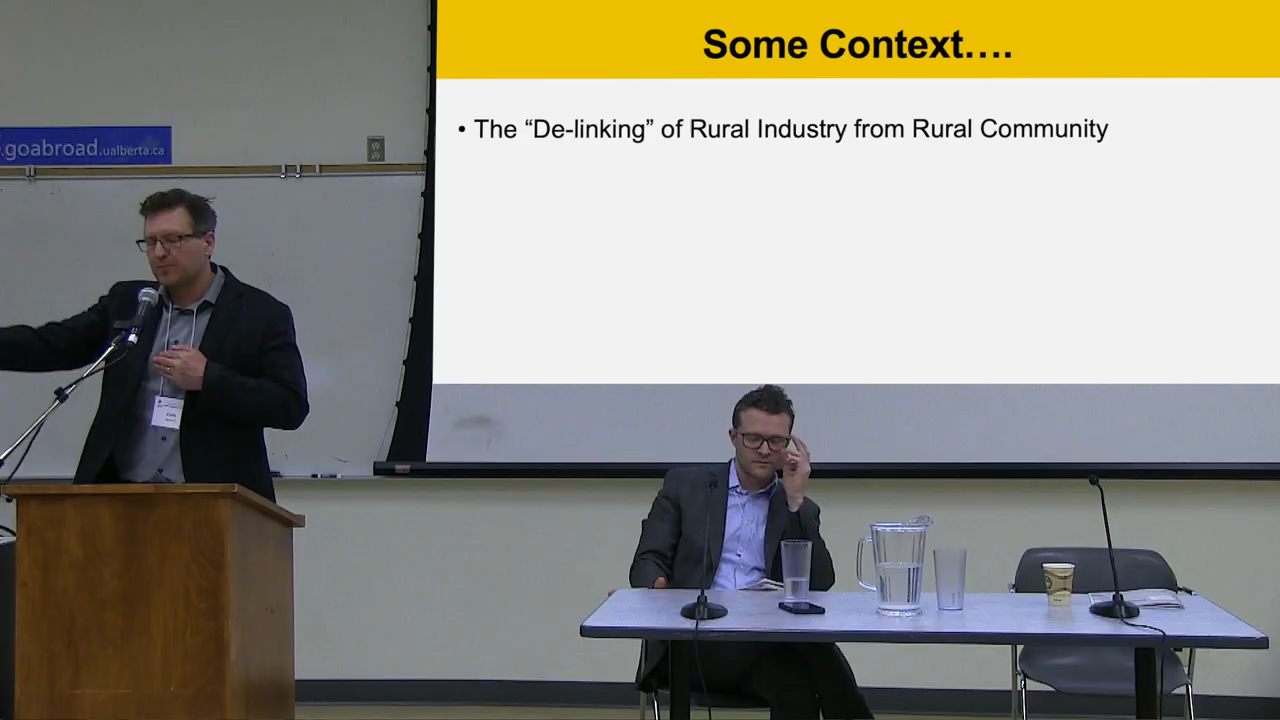 Some Context….
• The “De-linking” of Rural Industry from Rural Community
.goabroad.ualberta.ca